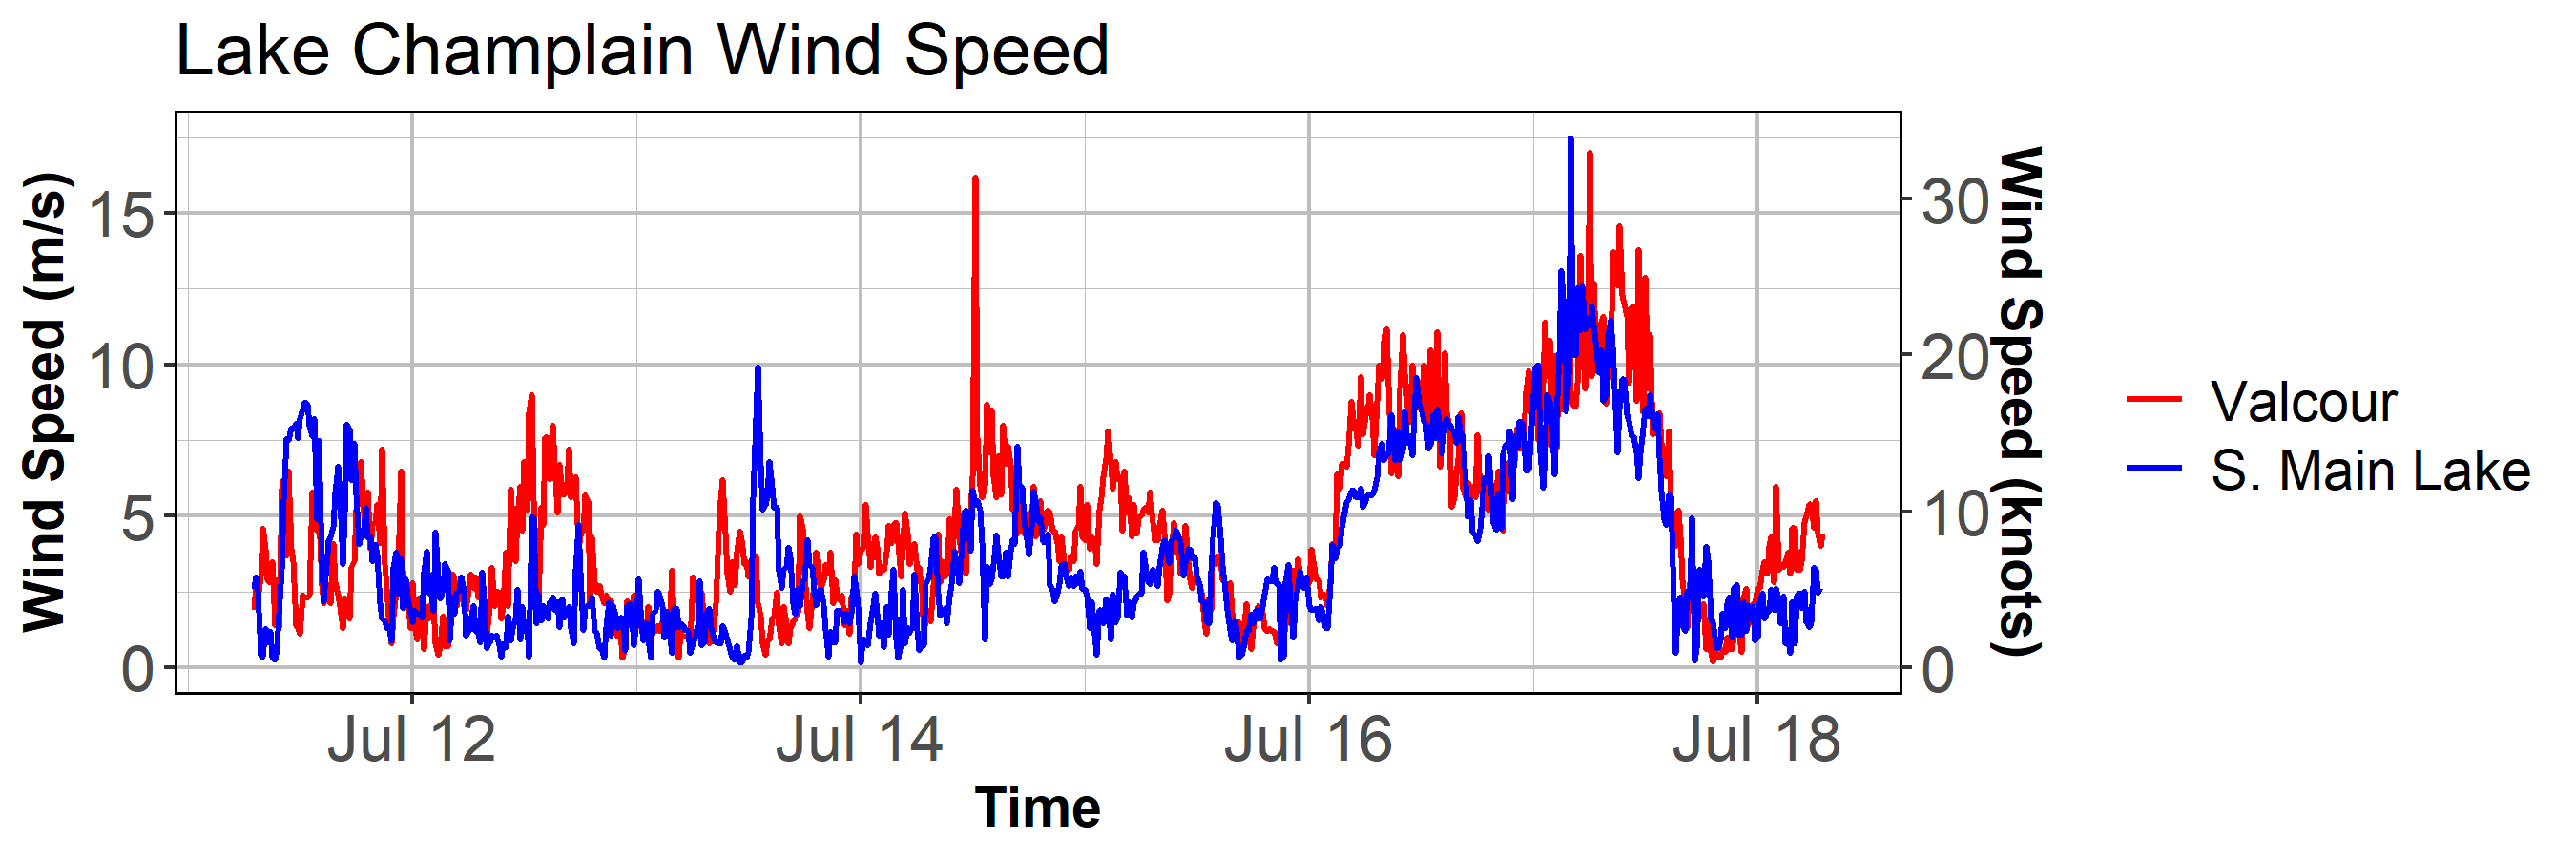 Lake Champlain Wind Speed
Wind Speed (m/s)
15
10
5
0
30
20
10
0
Wind Speed (knots)
Jul 12
Jul 14
Jul 16
Jul 18
Time
Valcour
S. Main Lake